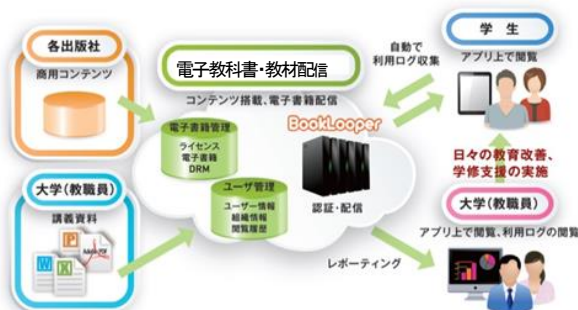 各出版社
商用コンテンツ
大学(教職員)
講義資料
電子教科書・教材配信
コンテンツ搭載、電子書籍配信
BookLooper
電子書籍管理
ライセンス
電子書籍
DRM
ユーザ管理
ユーザー情報
組織情報
閲覧履歴
認証・配信
自動で
利用ログ収集
レポーティング
学 生
アプリ上で閲覧
日々の教育改善、
学修支援の実施
大学(教職員)
アプリ上で閲覧、利用ログの閲覧
P
W
X